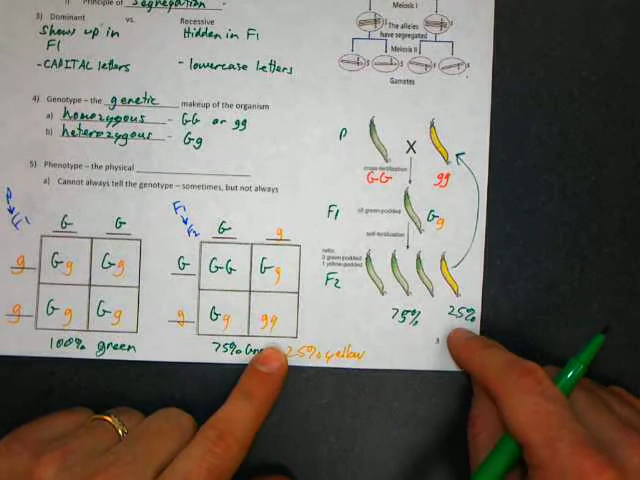 Principle of Segregation
3) Dominant vs. Recessive
Shows up in F1
Hidden in F1
-CAPITAL letters
- lowercase letters
4) Genotype – the genetic makeup of the organism
a) homozygous - GG or gg
b) heterozygous - Gg
5) Phenotype – the physical
a) Cannot always tell the genotype – sometimes, but not always
P → F1
G G
g Gg Gg
g Gg Gg
100% green
F1 → F2
G g
G GG Gg
g Gg gg
75% 25% yellow
Meiosis I
The alleles
have segregated
Meiosis II
Gametes
P X
cross-fertilization
GG gg
F1 all green-podded Gg
self-fertilization
ratio:
3 green-podded
1 yellow-podded
F2
75% 25%
3